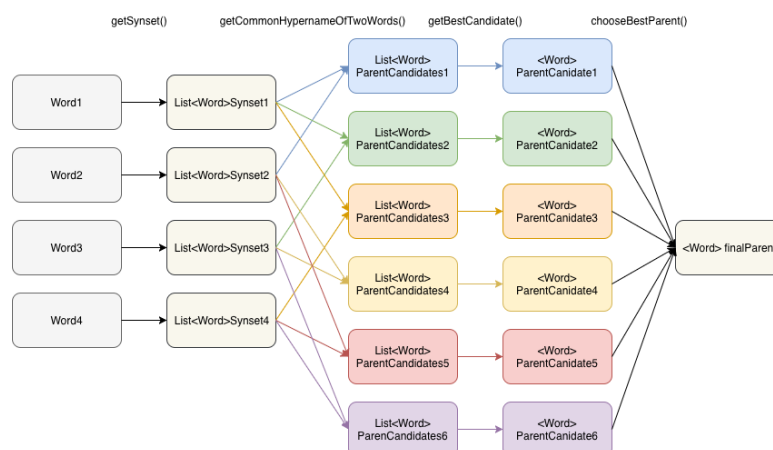 getSynset()
getCommonHypernameOfTwoWords()
getBestCandidate()
chooseBestParent()
Word1
List<Word>Synset1
Word2
List<Word>Synset2
Word3
List<Word>Synset3
Word4
List<Word>Synset4
List<Word>
ParentCandidates1
<Word>
ParentCanidate1
List<Word>
ParentCandidates2
<Word>
ParentCanidate2
List<Word>
ParentCandidates3
<Word>
ParentCanidate3
List<Word>
ParentCandidates4
<Word>
ParentCanidate4
List<Word>
ParentCandidates5
<Word>
ParentCanidate5
List<Word>
ParenCandidates6
<Word>
ParentCanidate6
<Word> finalParent